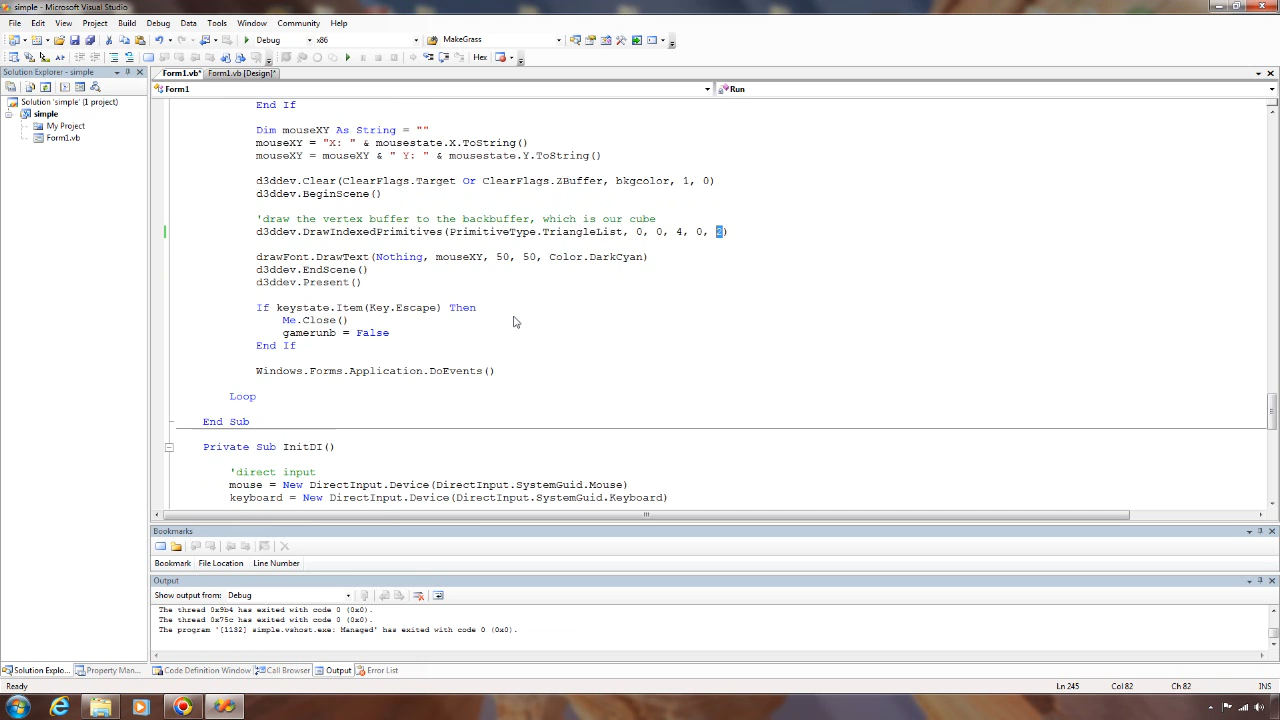 simple - Microsoft Visual Studio
File Edit View Project Build Debug Data Tools Window Community Help
Debug x86 MakeGrass
Hex
Solution Explorer - simple
Form1.vb* Form1.vb [Design]*
Form1 Run
Solution 'simple' (1 project)
simple
My Project
Form1.vb
End If
Dim mouseXY As String = ""
mouseXY = "X: " & mousestate.X.ToString()
mouseXY = mouseXY & " Y: " & mousestate.Y.ToString()
d3ddev.Clear(ClearFlags.Target Or ClearFlags.ZBuffer, bkgcolor, 1, 0)
d3ddev.BeginScene()
'draw the vertex buffer to the backbuffer, which is our cube
d3ddev.DrawIndexedPrimitives(PrimitiveType.TriangleList, 0, 0, 4, 0, 2)
drawFont.DrawText(Nothing, mouseXY, 50, 50, Color.DarkCyan)
d3ddev.EndScene()
d3ddev.Present()
If keystate.Item(Key.Escape) Then
Me.Close()
gamerunb = False
End If
Windows.Forms.Application.DoEvents()
Loop
End Sub
Private Sub InitDI()
'direct input
mouse = New DirectInput.Device(DirectInput.SystemGuid.Mouse)
keyboard = New DirectInput.Device(DirectInput.SystemGuid.Keyboard)
Bookmarks
Bookmark File Location Line Number
Output
Show output from: Debug
The thread 0x9b4 has exited with code 0 (0x0).
The thread 0x75c has exited with code 0 (0x0).
The program '[1132] simple.vshost.exe: Managed' has exited with code 0 (0x0).
Solution Explo... Property Man... Code Definition Window Call Browser Output Error List
Ready Ln 245 Col 82 Ch 82 INS